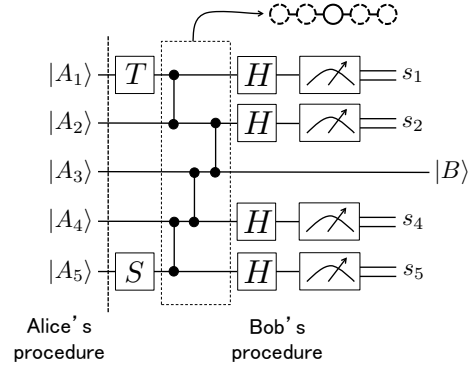 |A₁⟩ T H s₁
|A₂⟩ H s₂
|A₃⟩ |B⟩
|A₄⟩ H s₄
|A₅⟩ S H s₅
Alice's Bob's
procedure procedure